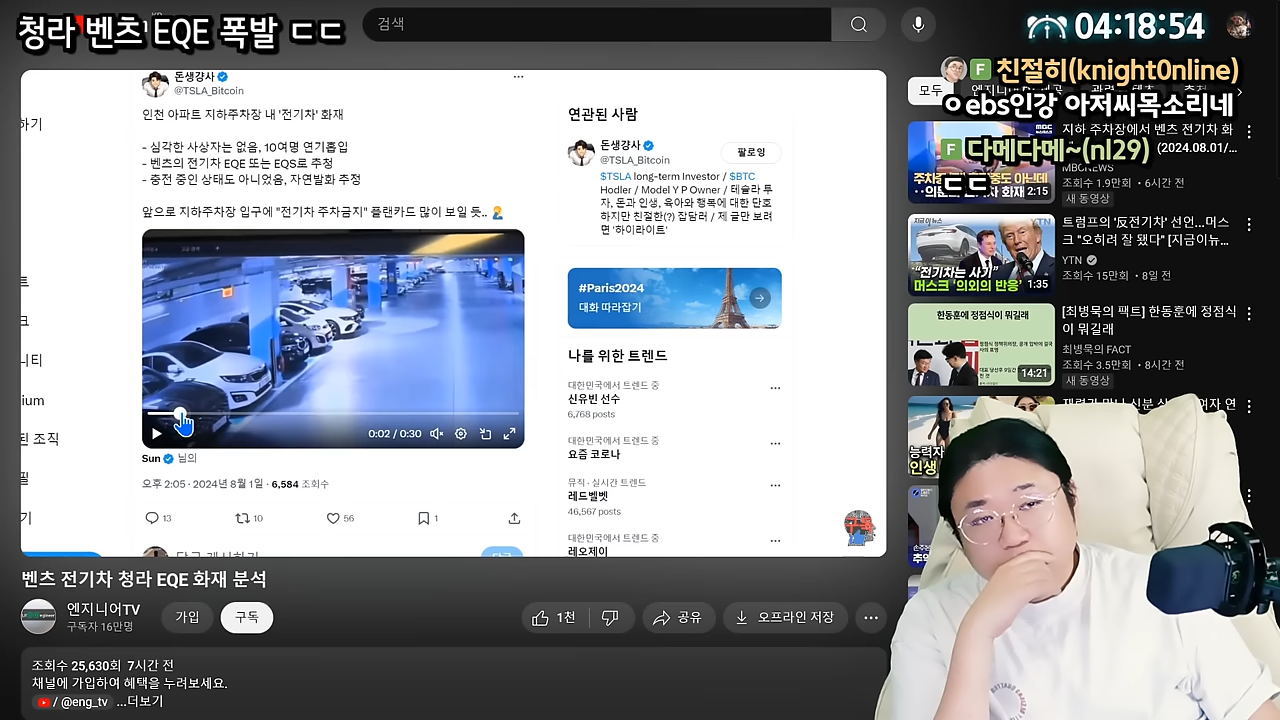 청라 벤츠 EQE 폭발 ㄷㄷ
검색
04:18:54
하기
ium
조직
돈생걍사
@TSLA_Bitcoin
인천 아파트 지하주차장 내 '전기차' 화재
- 심각한 사상자는 없음, 10여명 연기흡입
- 벤츠의 전기차 EQE 또는 EQS로 추정
- 충전 중인 상태도 아니었음, 자연발화 추정
앞으로 지하주차장 입구에 "전기차 주차금지" 플랜카드 많이 보일 듯..
0:02 / 0:30
Sun 님의
오후 2:05 · 2024년 8월 1일 · 6,584 조회수
13
10
56
1
연관된 사람
돈생걍사
@TSLA_Bitcoin
팔로잉
$TSLA long-term Investor / $BTC
Hodler / Model Y P Owner / 테슬라 투
자, 돈과 인생, 육아와 행복에 대한 단호
하지만 친절한(?) 잡담러 / 제 글만 보려
면 '하이라이트'
#Paris2024
대화 따라잡기
나를 위한 트렌드
대한민국에서 트렌드 중
신유빈 선수
6,768 posts
대한민국에서 트렌드 중
요즘 코로나
뮤직 · 실시간 트렌드
레드벨벳
46,567 posts
대한민국에서 트렌드 중
레오제이
구독
벤츠 전기차 청라 EQE 화재 분석
엔지니어TV
구독자 16만명
가입
구독
1천
공유
오프라인 저장
조회수 25,630회 7시간 전
채널에 가입하여 혜택을 누려보세요.
/ @eng_tv ...더보기
F 친절히(knight0nline)
ㅇebs인강 아저씨목소리네
F 다메다메~(nl29)
ㄷㄷ
모두
지하 주차장에서 벤츠 전기차 화
(2024.08.01/...
MBCNEWS
조회수 1.9만회 · 6시간 전
새 동영상
2:15
트럼프의 '반전기차' 선언...머스
크 "오히려 잘 됐다" [지금이뉴...
YTN
조회수 15만회 · 8일 전
YTN
"전기차는 사기"
머스크 '의외의 반응'
1:35
[최병묵의 팩트] 한동훈에 정점식
이 뭐길래
최병묵의 FACT
조회수 3.5만회 · 8시간 전
새 동영상
한동훈에 정점식이 뭐길래
14:21
능력자
인생